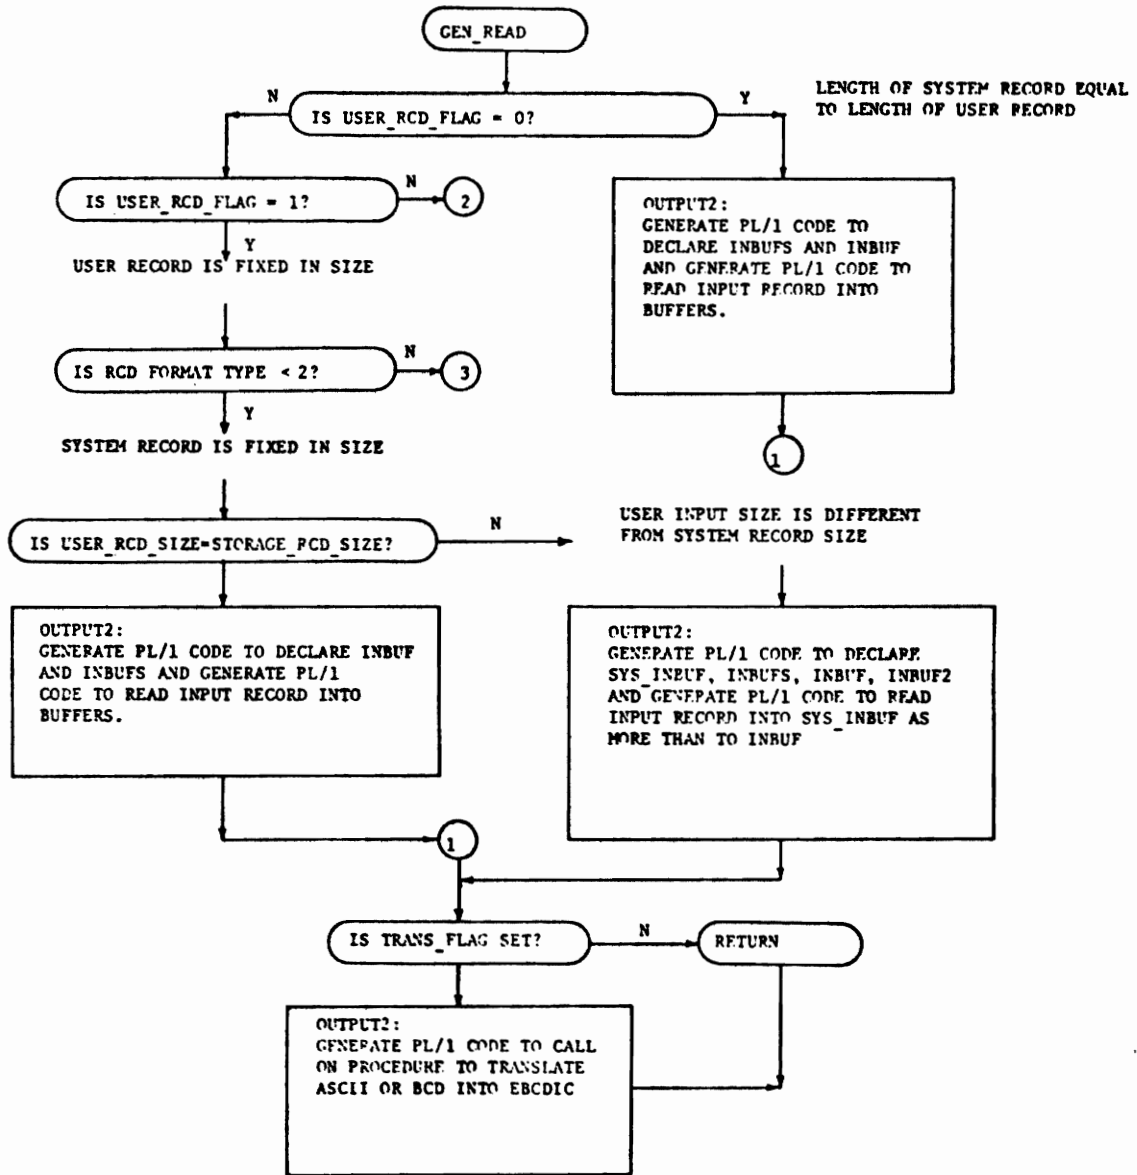 GEN_READ
N
Y
LENGTH OF SYSTEM RECORD EQUAL
TO LENGTH OF USER RECORD
IS USER_RCD_FLAG = 0?
IS USER_RCD_FLAG = 1?
N
2
Y
USER RECORD IS FIXED IN SIZE
OUTPUT2:
GENERATE PL/1 CODE TO
DECLARE INBUFS AND INBUF
AND GENERATE PL/1 CODE TO
READ INPUT RECORD INTO
BUFFERS.
IS RCD FORMAT TYPE < 2?
N
3
Y
SYSTEM RECORD IS FIXED IN SIZE
1
USER INPUT SIZE IS DIFFERENT
FROM SYSTEM RECORD SIZE
IS USER_RCD_SIZE=STORAGE_RCD_SIZE?
N
OUTPUT2:
GENERATE PL/1 CODE TO DECLARE INBUF
AND INBUFS AND GENERATE PL/1
CODE TO READ INPUT RECORD INTO
BUFFERS.
OUTPUT2:
GENERATE PL/1 CODE TO DECLARE
SYS_INBUF, INBUFS, INBUF, INBUF2
AND GENERATE PL/1 CODE TO READ
INPUT RECORD INTO SYS_INBUF AS
MORE THAN TO INBUF
1
IS TRANS_FLAG SET?
N
RETURN
OUTPUT2:
GENERATE PL/1 CODE TO CALL
ON PROCEDURE TO TRANSLATE
ASCII OR BCD INTO EBCDIC